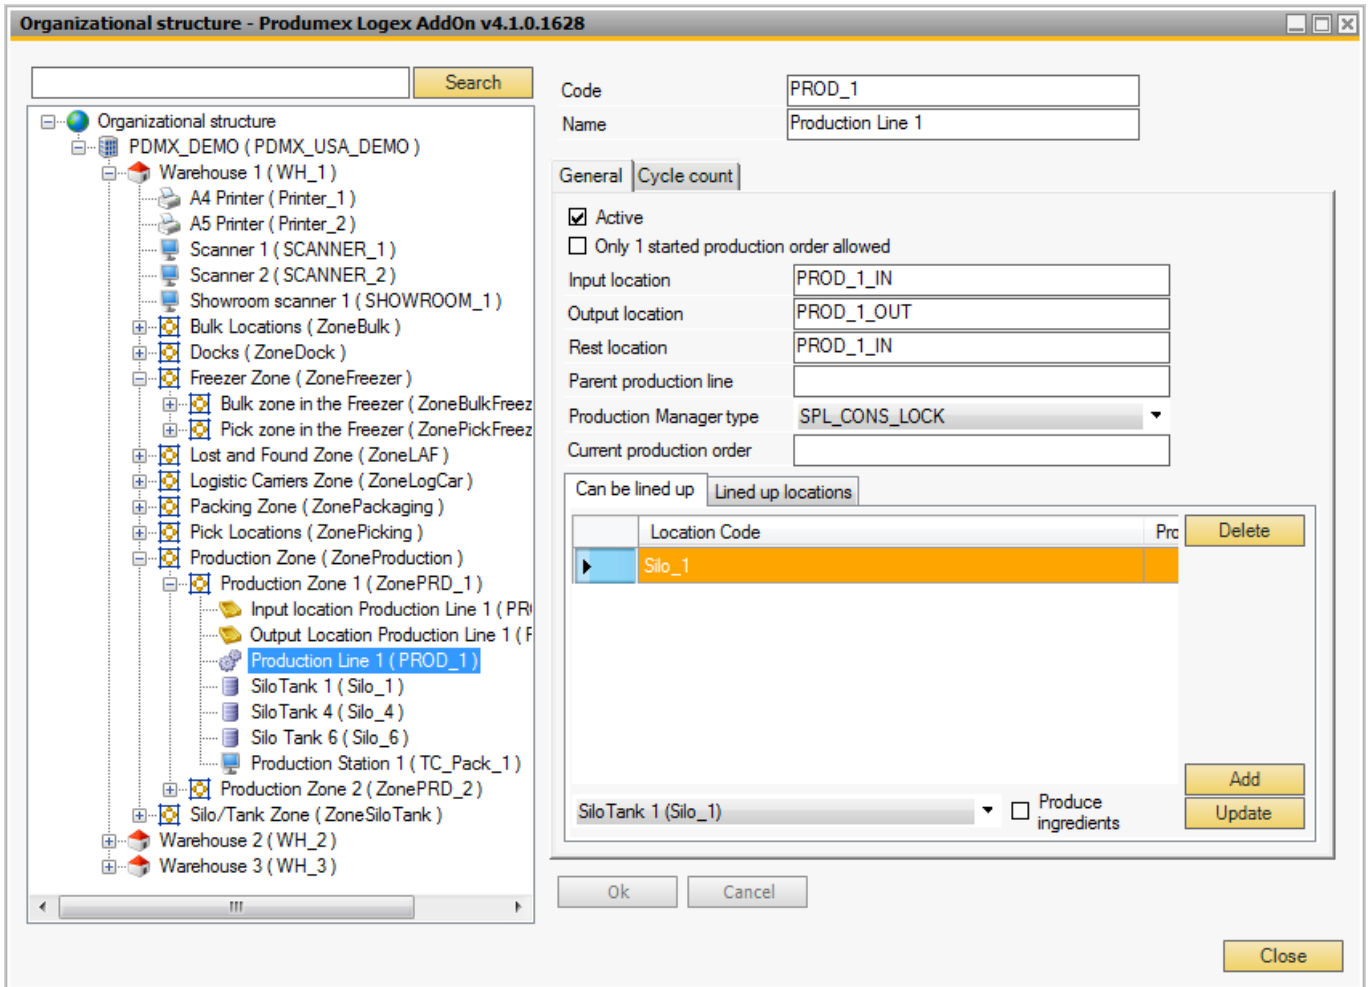 Organizational structure - Produmex Logex AddOn v4.1.0.1628
Search
Organizational structure
PDMX_DEMO ( PDMX_USA_DEMO )
Warehouse 1 ( WH_1 )
A4 Printer ( Printer_1 )
A5 Printer ( Printer_2 )
Scanner 1 ( SCANNER_1 )
Scanner 2 ( SCANNER_2 )
Showroom scanner 1 ( SHOWROOM_1 )
Bulk Locations ( ZoneBulk )
Docks ( ZoneDock )
Freezer Zone ( ZoneFreezer )
Bulk zone in the Freezer ( ZoneBulkFreez
Pick zone in the Freezer ( ZonePickFreez
Lost and Found Zone ( ZoneLAF )
Logistic Carriers Zone ( ZoneLogCar )
Packing Zone ( ZonePackaging )
Pick Locations ( ZonePicking )
Production Zone ( ZoneProduction )
Production Zone 1 ( ZonePRD_1 )
Input location Production Line 1 ( PR
Output Location Production Line 1 ( F
Production Line 1 ( PROD_1 )
SiloTank 1 ( Silo_1 )
SiloTank 4 ( Silo_4 )
Silo Tank 6 ( Silo_6 )
Production Station 1 ( TC_Pack_1 )
Production Zone 2 ( ZonePRD_2 )
Silo/Tank Zone ( ZoneSiloTank )
Warehouse 2 ( WH_2 )
Warehouse 3 ( WH_3 )
Code PROD_1
Name Production Line 1
General Cycle count
Active
Only 1 started production order allowed
Input location PROD_1_IN
Output location PROD_1_OUT
Rest location PROD_1_IN
Parent production line
Production Manager type SPL_CONS_LOCK
Current production order
Can be lined up Lined up locations
Location Code Pro Delete
Silo_1
Add
SiloTank 1 (Silo_1) Produce ingredients Update
Ok Cancel
Close